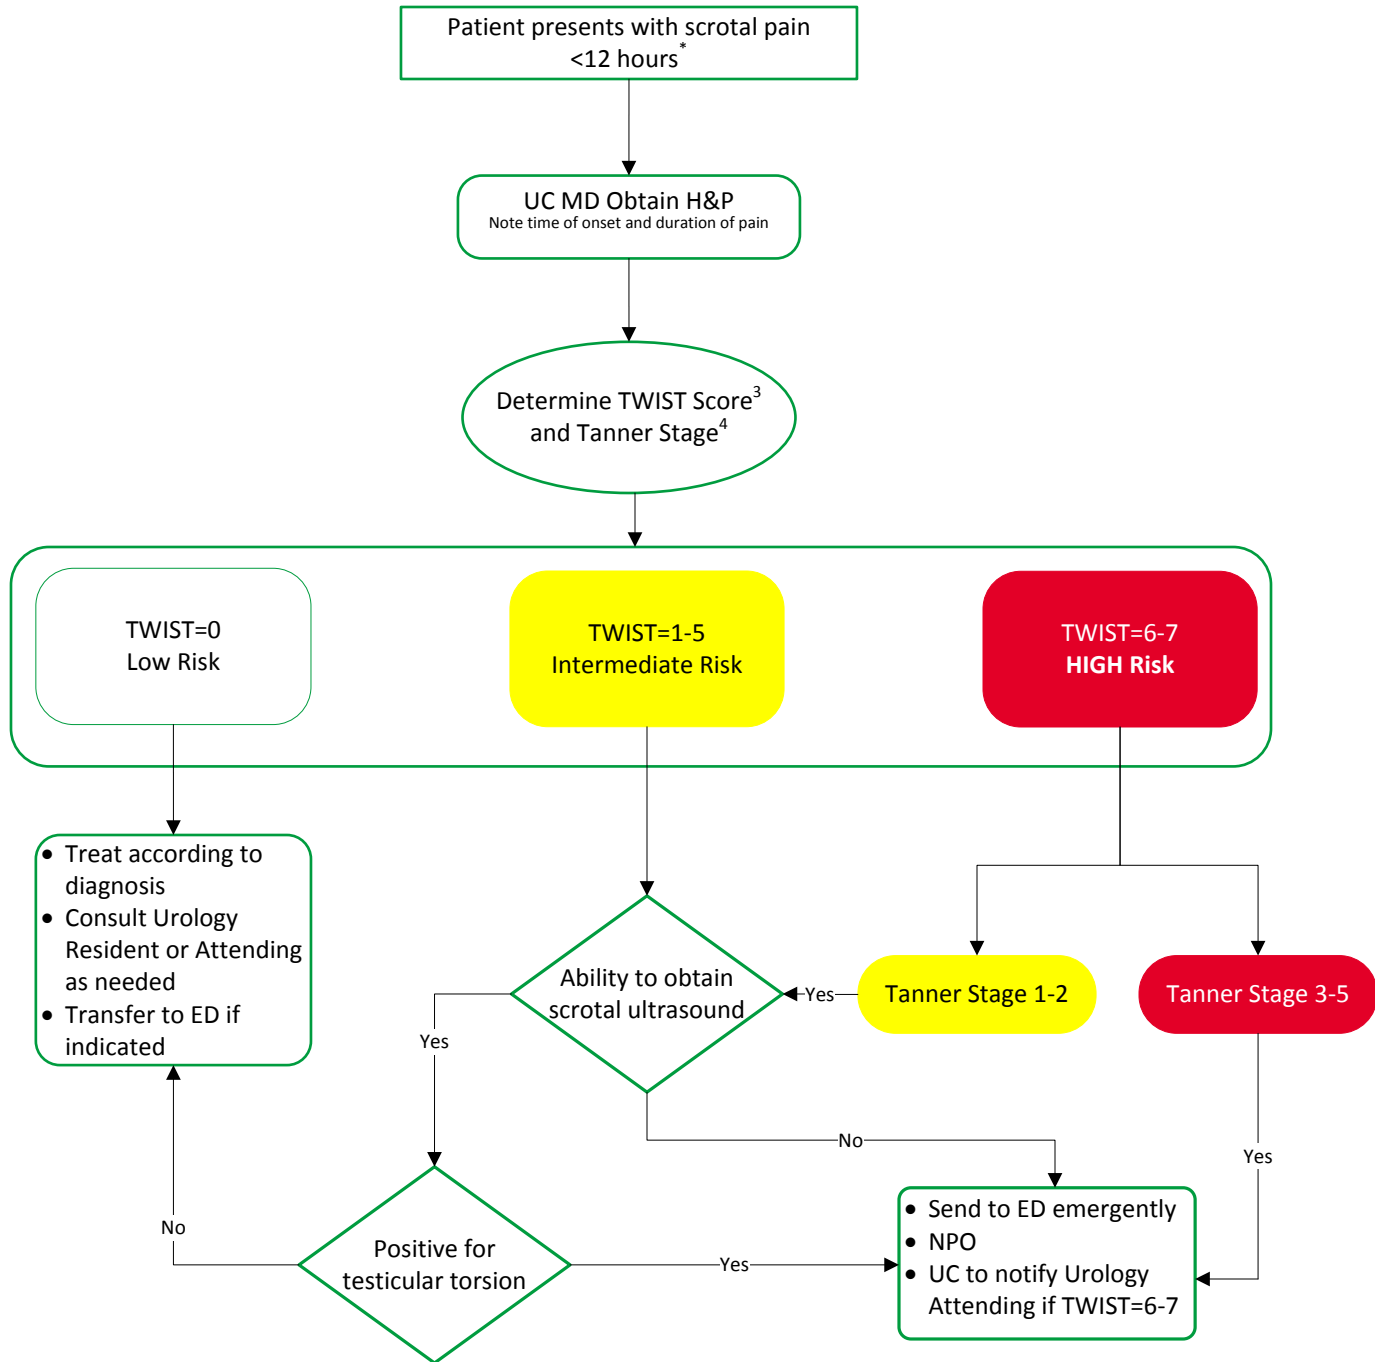 Patient presents with scrotal pain
<12 hours*
UC MD Obtain H&P
Note time of onset and duration of pain
Determine TWIST Score3
and Tanner Stage4
TWIST=0
Low Risk
TWIST=1-5
Intermediate Risk
TWIST=6-7
HIGH Risk
• Treat according to
diagnosis
• Consult Urology
Resident or Attending
as needed
• Transfer to ED if
indicated
Ability to obtain
scrotal ultrasound
Yes
Tanner Stage 1-2
Tanner Stage 3-5
Yes
No
Yes
No
Positive for
testicular torsion
Yes
• Send to ED emergently
• NPO
• UC to notify Urology
Attending if TWIST=6-7